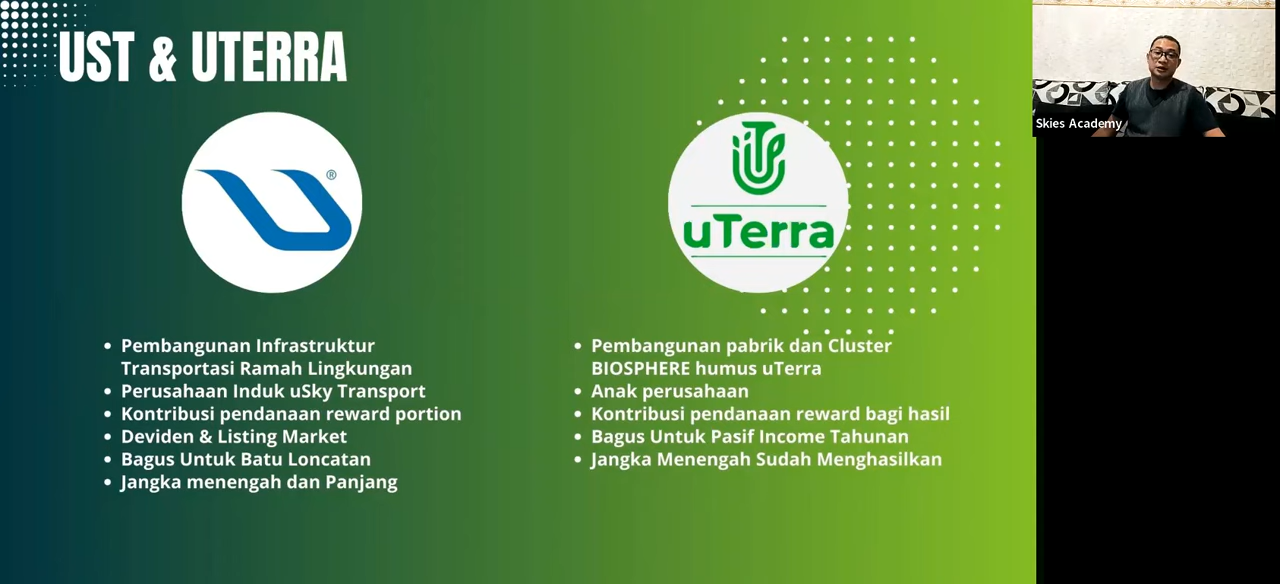 UST & UTERRA
Skies Academy
®
uTerra
• Pembangunan Infrastruktur
Transportasi Ramah Lingkungan
• Perusahaan Induk uSky Transport
• Kontribusi pendanaan reward portion
• Deviden & Listing Market
• Bagus Untuk Batu Loncatan
• Jangka menengah dan Panjang
• Pembangunan pabrik dan Cluster
BIOSPHERE humus uTerra
• Anak perusahaan
• Kontribusi pendanaan reward bagi hasil
• Bagus Untuk Pasif Income Tahunan
• Jangka Menengah Sudah Menghasilkan